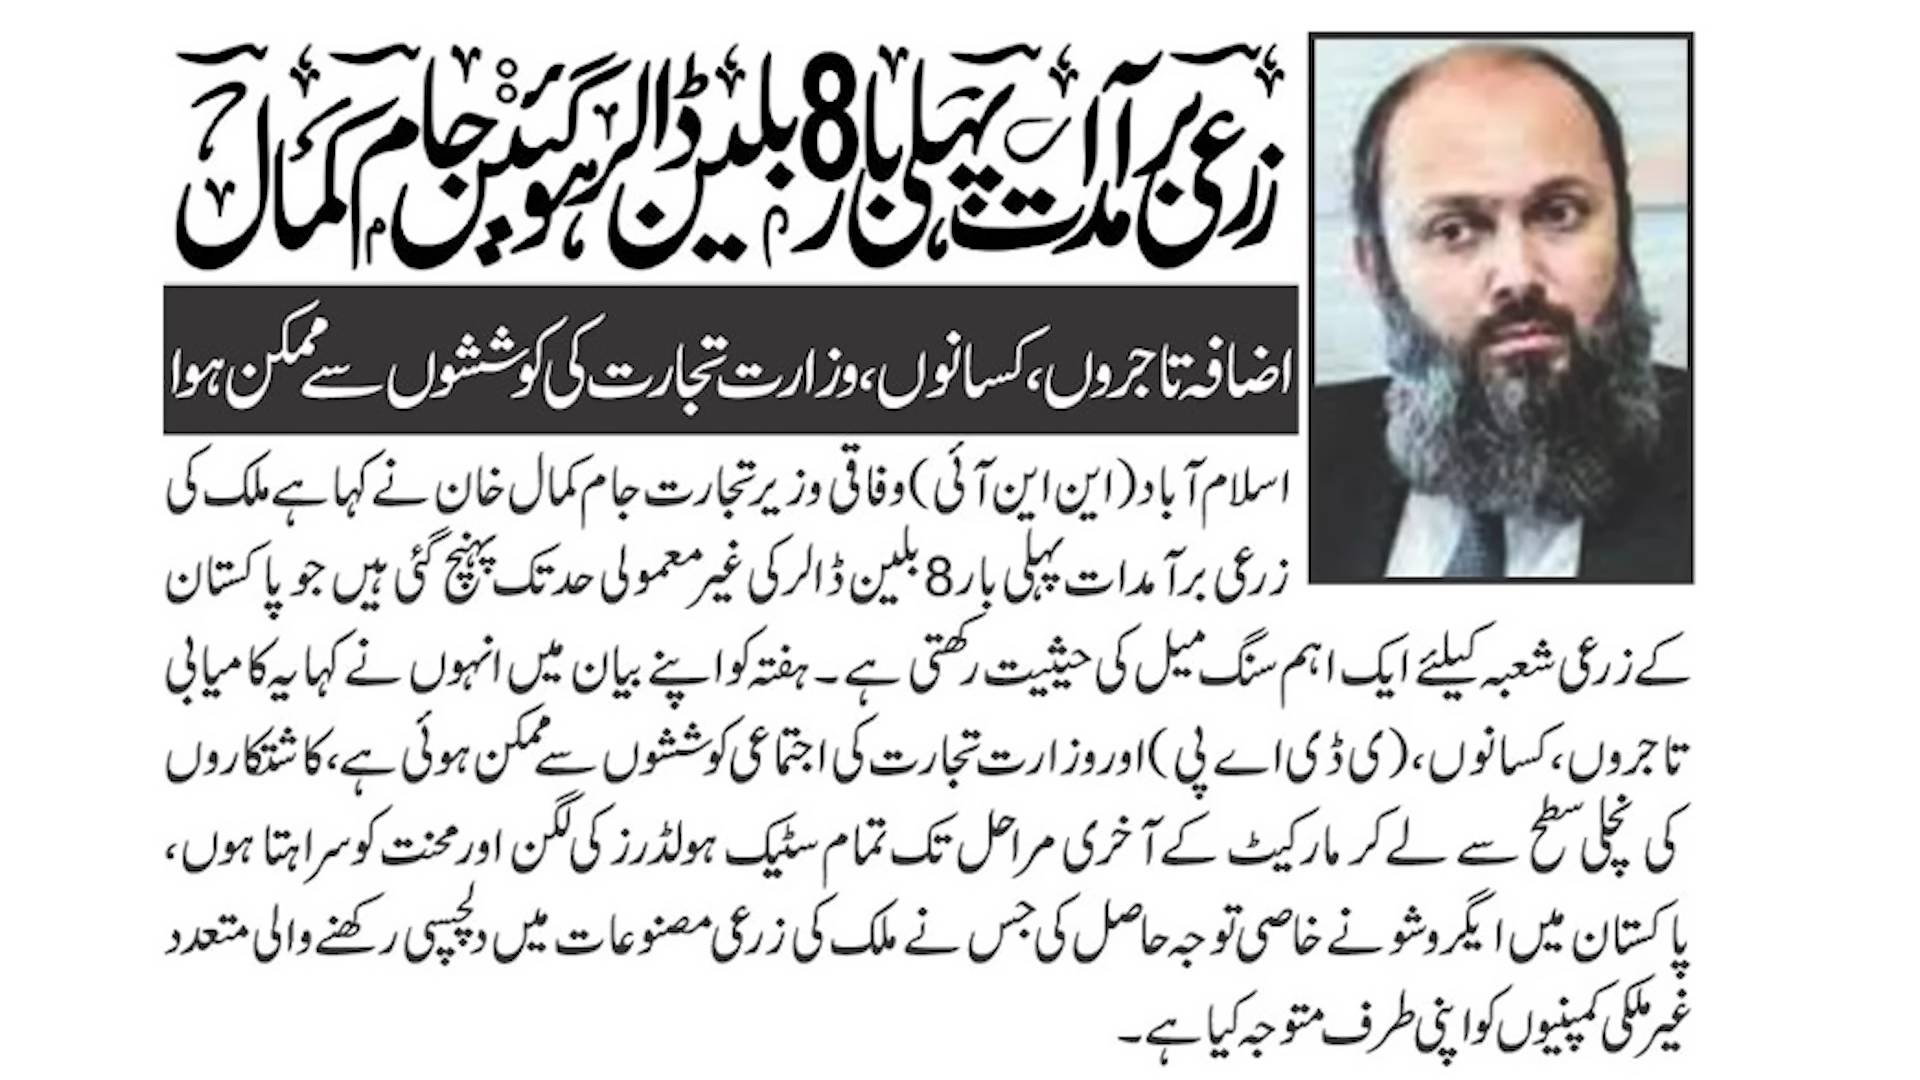 زرعی برآمدات پہلی بار 8 بلین ڈالر ہو گئیں جام کمال
اضافہ تاجروں، کسانوں، وزارت تجارت کی کوششوں سے ممکن ہوا
اسلام آباد (این این آئی) وفاقی وزیر تجارت جام کمال خان نے کہا ہے ملک کی
زرعی برآمدات پہلی بار 8 بلین ڈالر کی غیر معمولی حد تک پہنچ گئی ہیں جو پاکستان
کے زرعی شعبہ کیلئے ایک اہم سنگ میل کی حیثیت رکھتی ہے۔ ہفتہ کو اپنے بیان میں انہوں نے کہا یہ کامیابی
تاجروں، کسانوں، (ی ڈی اے پی) اور وزارت تجارت کی اجتماعی کوششوں سے ممکن ہوئی ہے، کاشتکاروں
کی نچلی سطح سے لے کر مارکیٹ کے آخری مراحل تک تمام سٹیک ہولڈرز کی لگن اور محنت کو سراہتا ہوں،
پاکستان میں ایگرو شو نے خاصی توجہ حاصل کی جس نے ملک کی زرعی مصنوعات میں دلچسپی رکھنے والی متعدد
غیر ملکی کمپنیوں کو اپنی طرف متوجہ کیا ہے۔